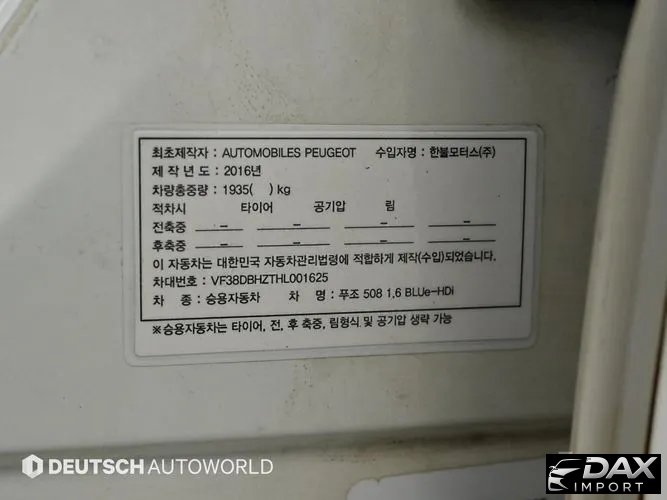 최초제작자 : AUTOMOBILES PEUGEOT 수입자명 : 한불모터스(주)
제 작 년 도 : 2016년
차량총중량 : 1935( ) kg
적차시 타이어 공기압 림
전축중 – – – –
후축중 – – – –
이 자동차는 대한민국 자동차관리법령에 적합하게 제작(수입)되었습니다.
차대번호 : VF38DBHZTHL001625
차 종 : 승용자동차 차 명 : 푸조 508 1,6 BLUe-HDi
※승용자동차는 타이어, 전, 후 축중, 림형식 및 공기압 생략 가능
DEUTSCH AUTOWORLD
DAX
IMPORT